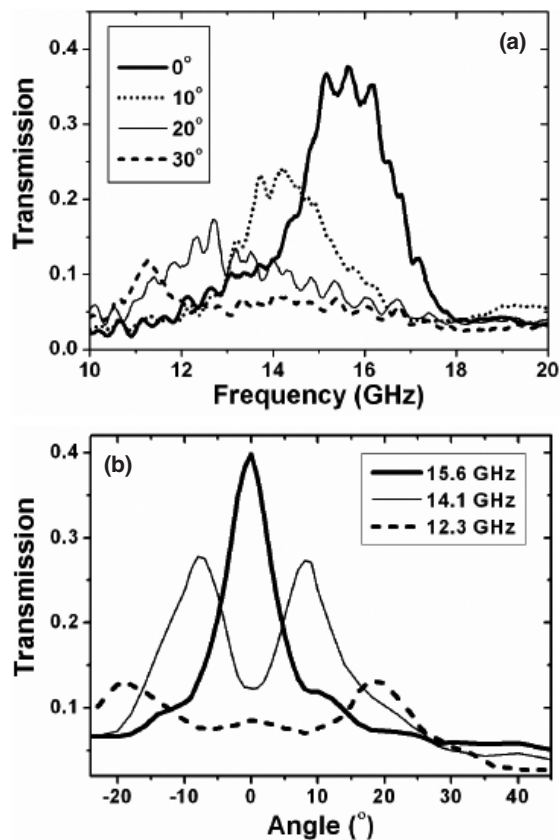 (a)
0°
10°
20°
30°
Transmission
0.4
0.3
0.2
0.1
0.0
10 12 14 16 18 20
Frequency (GHz)
(b)
15.6 GHz
14.1 GHz
12.3 GHz
Transmission
0.4
0.3
0.2
0.1
-20 -10 0 10 20 30 40
Angle (°)